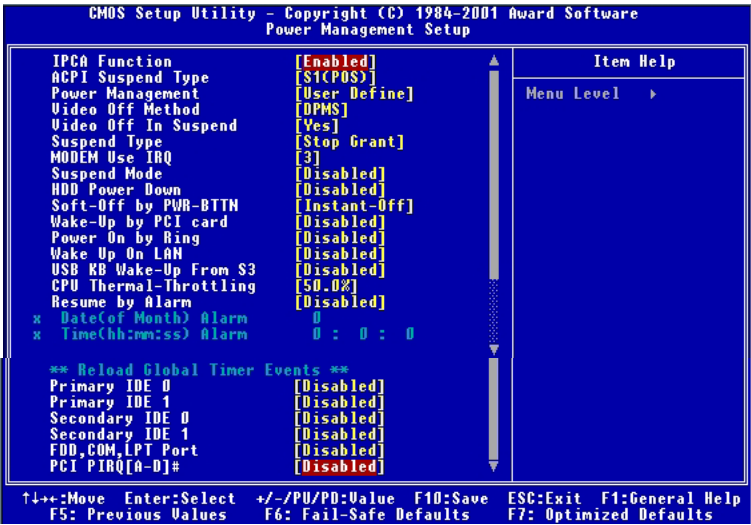 CMOS Setup Utility - Copyright (C) 1984-2001 Award Software
Power Management Setup
IPCA Function [Enabled]
ACPI Suspend Type [S1(POS)]
Power Management [User Define]
Video Off Method [DPMS]
Video Off In Suspend [Yes]
Suspend Type [Stop Grant]
MODEM Use IRQ [3]
Suspend Mode [Disabled]
HDD Power Down [Disabled]
Soft-Off by PWR-BTTN [Instant-Off]
Wake-Up by PCI card [Disabled]
Power On by Ring [Disabled]
Wake Up On LAN [Disabled]
USB KB Wake-Up From S3 [Disabled]
CPU Thermal-Throttling [50.0%]
Resume by Alarm [Disabled]
x Date(of Month) Alarm 0
x Time(hh:mm:ss) Alarm 0 : 0 : 0
** Reload Global Timer Events **
Primary IDE 0 [Disabled]
Primary IDE 1 [Disabled]
Secondary IDE 0 [Disabled]
Secondary IDE 1 [Disabled]
FDD,COM,LPT Port [Disabled]
PCI PIRQ[A-D]# [Disabled]
Item Help
Menu Level ▸
↑↓→←:Move Enter:Select +/-/PU/PD:Value F10:Save ESC:Exit F1:General Help
F5: Previous Values F6: Fail-Safe Defaults F7: Optimized Defaults